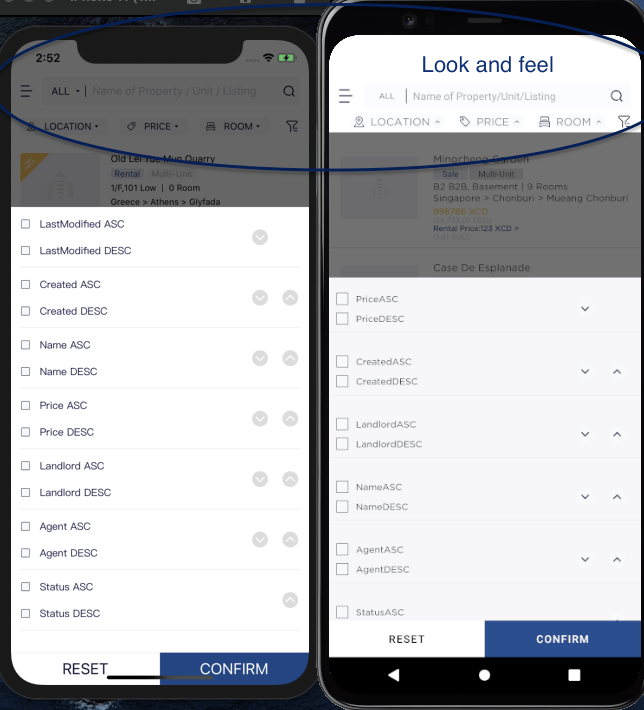 2:52
ALL
Name of Property / Unit / Listing
LOCATION
PRICE
ROOM
Old Lei Yue Mun Quarry
Rental Multi-Unit
1/F,101 Low | 0 Room
Greece > Athens > Glyfada
LastModified ASC
LastModified DESC
Created ASC
Created DESC
Name ASC
Name DESC
Price ASC
Price DESC
Landlord ASC
Landlord DESC
Agent ASC
Agent DESC
Status ASC
Status DESC
RESET
CONFIRM
Look and feel
ALL
Name of Property/Unit/Listing
LOCATION
PRICE
ROOM
Mingcheng Garden
Sale Multi-Unit
B2 B2B, Basement | 9 Rooms
Singapore > Chonburi > Mueang Chonburi
998786 XCD
Rental Price:123 XCD >
Case De Esplanade
PriceASC
PriceDESC
CreatedASC
CreatedDESC
LandlordASC
LandlordDESC
NameASC
NameDESC
AgentASC
AgentDESC
StatusASC
RESET
CONFIRM